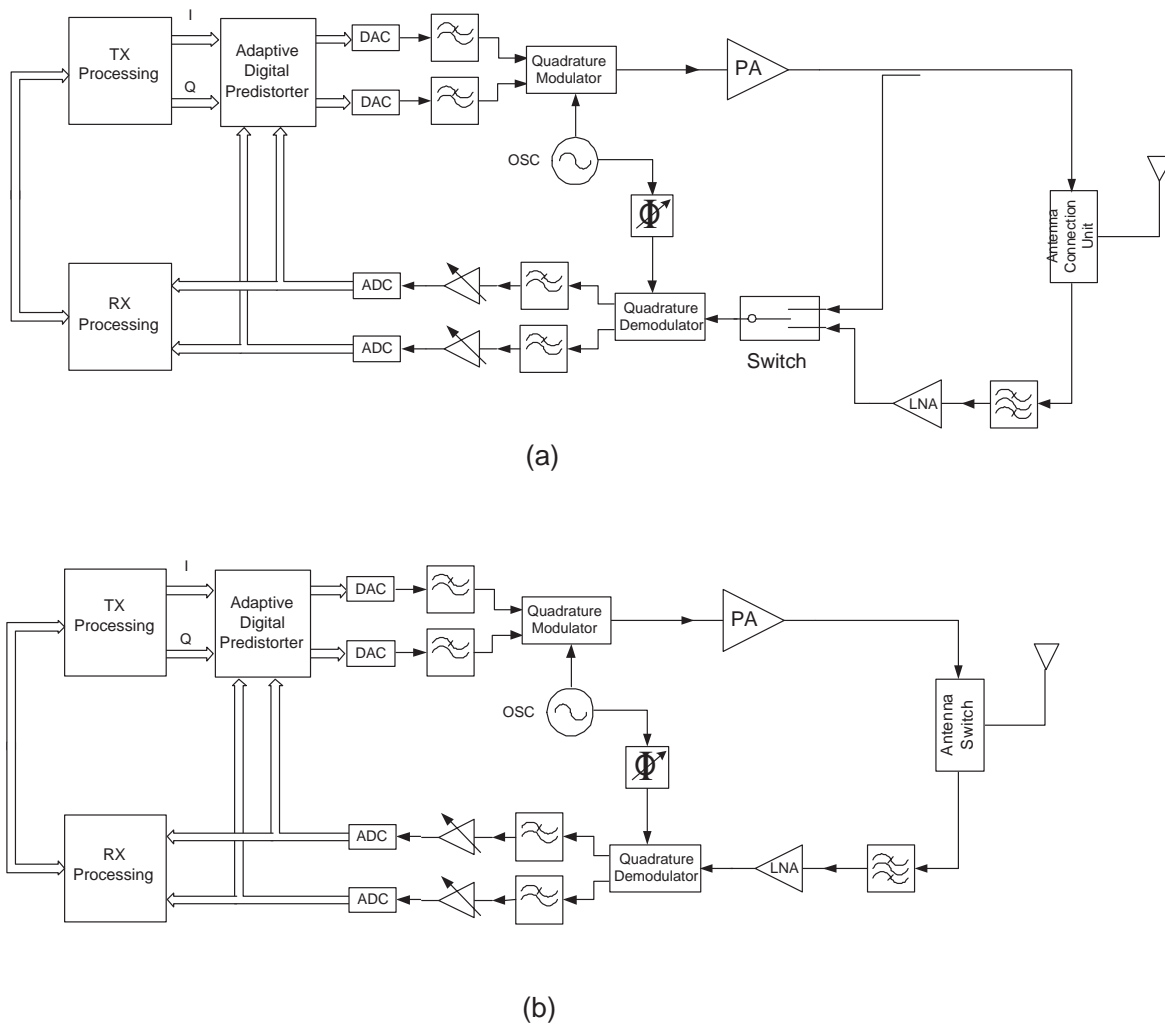 I
TX
Processing
Q
Adaptive
Digital
Predistorter
DAC
DAC
Quadrature
Modulator
PA
OSC
Φ
Antenna
Connection
Unit
RX
Processing
ADC
ADC
Quadrature
Demodulator
Switch
LNA
(a)
I
TX
Processing
Q
Adaptive
Digital
Predistorter
DAC
DAC
Quadrature
Modulator
PA
OSC
Φ
Antenna
Switch
RX
Processing
ADC
ADC
Quadrature
Demodulator
LNA
(b)